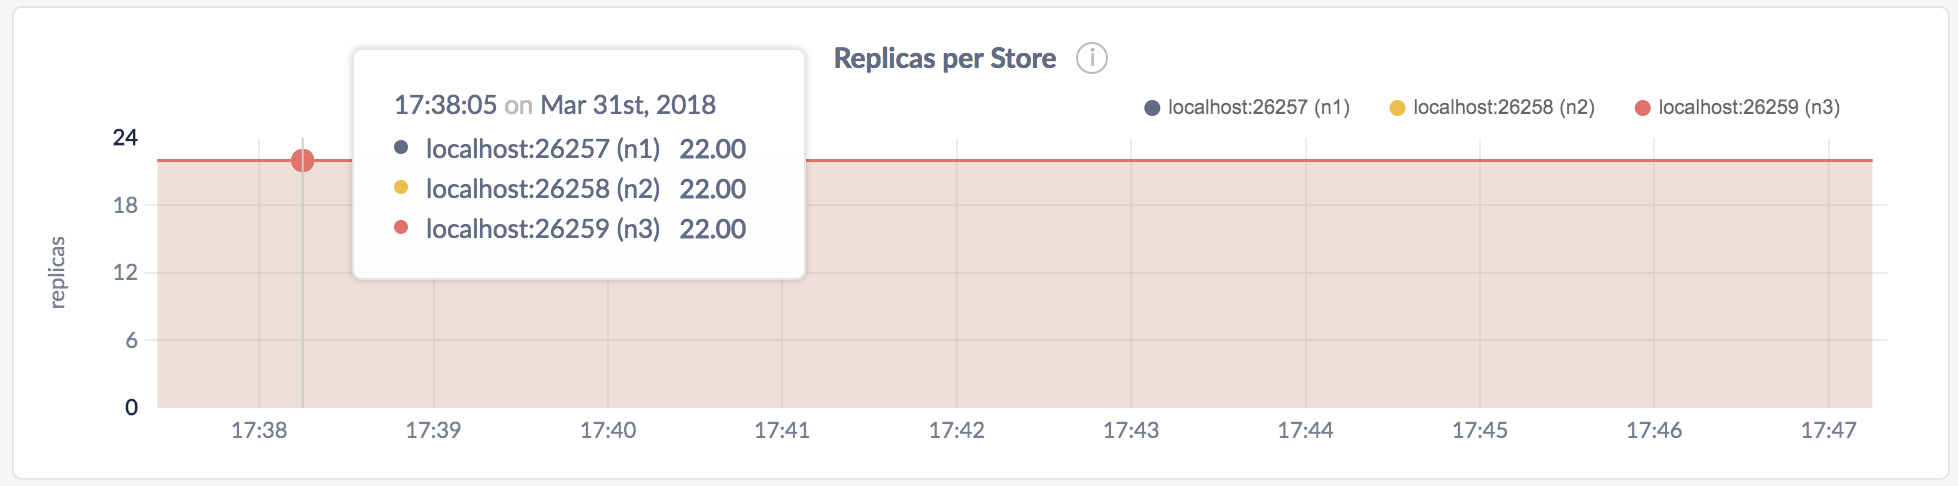 Replicas per Store i
localhost:26257 (n1) localhost:26258 (n2) localhost:26259 (n3)
17:38:05 on Mar 31st, 2018
localhost:26257 (n1) 22.00
localhost:26258 (n2) 22.00
localhost:26259 (n3) 22.00
replicas
24
18
12
6
0
17:38 17:39 17:40 17:41 17:42 17:43 17:44 17:45 17:46 17:47